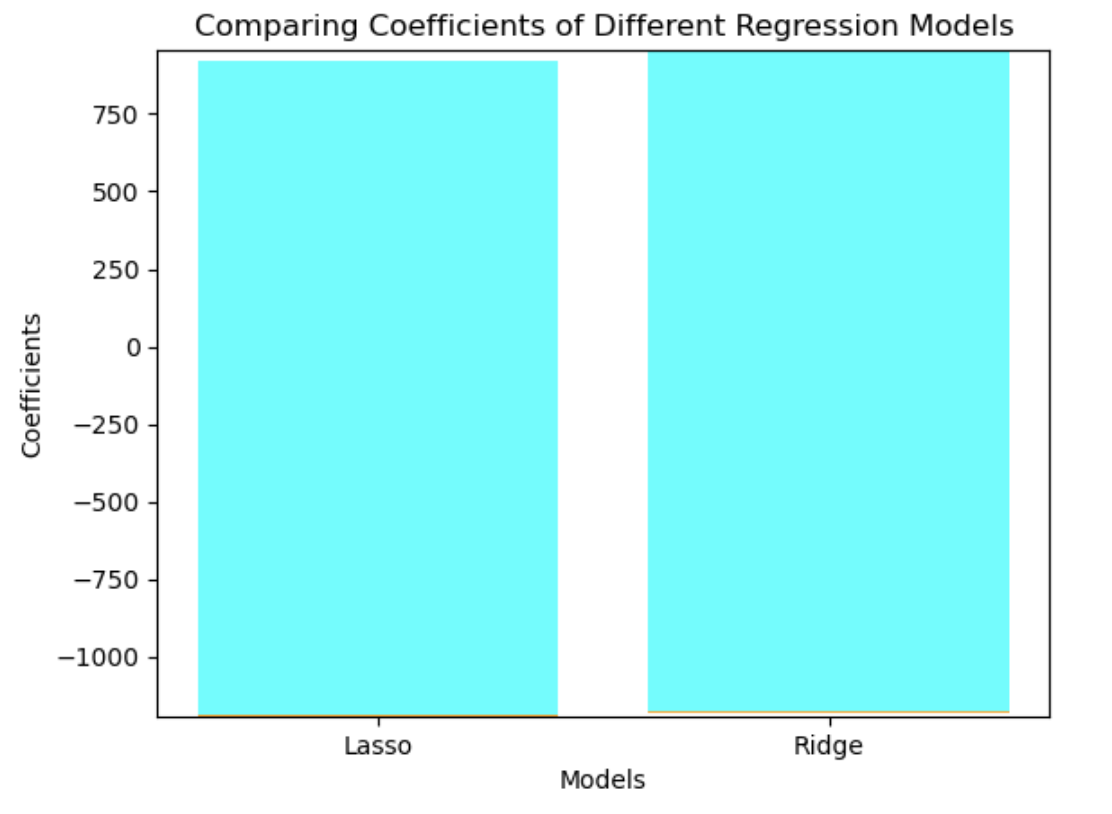 Comparing Coefficients of Different Regression Models
750
500
250
0
−250
−500
−750
−1000
Coefficients
Lasso
Ridge
Models